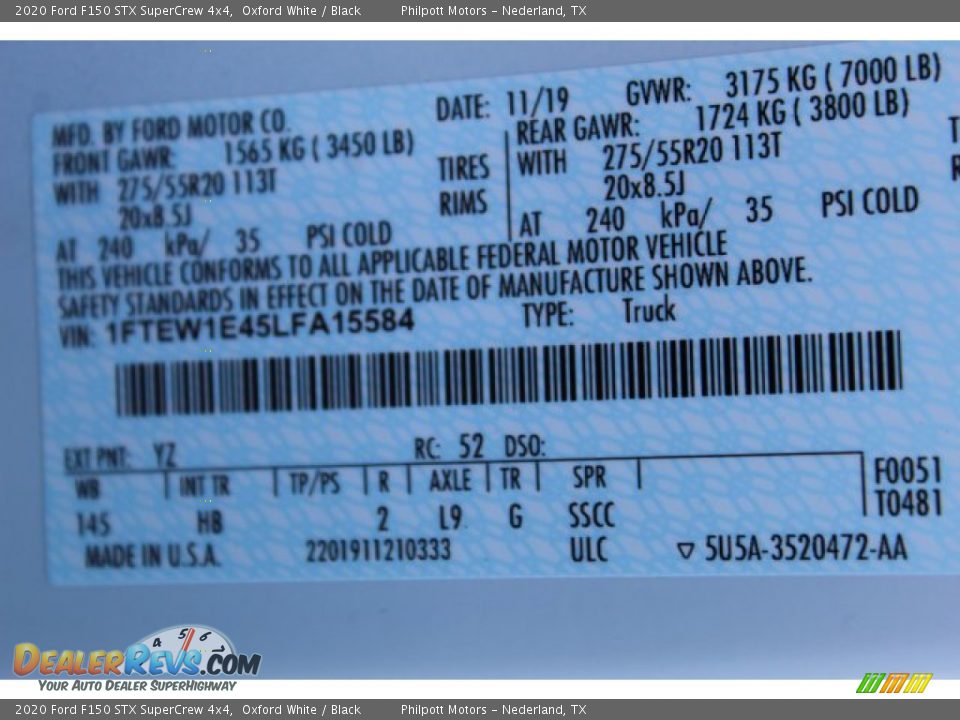 2020 Ford F150 STX SuperCrew 4x4, Oxford White / Black Philpott Motors – Nederland, TX
MFD. BY FORD MOTOR CO. DATE: 11/19 GVWR: 3175 KG ( 7000 LB)
FRONT GAWR: 1565 KG ( 3450 LB) REAR GAWR: 1724 KG ( 3800 LB)
WITH 275/55R20 113T TIRES WITH 275/55R20 113T
20x8.5J RIMS 20x8.5J
AT 240 kPa/ 35 PSI COLD AT 240 kPa/ 35 PSI COLD
THIS VEHICLE CONFORMS TO ALL APPLICABLE FEDERAL MOTOR VEHICLE
SAFETY STANDARDS IN EFFECT ON THE DATE OF MANUFACTURE SHOWN ABOVE.
VIN: 1FTEW1E45LFA15584 TYPE: Truck
EXT PNT: YZ RC: 52 DSO:
WB INT TR TP/PS R AXLE TR SPR F0051
T0481
145 HB 2 L9 G SSCC
MADE IN U.S.A. 2201911210333 ULC ▽ 5U5A-3520472-AA
4 5 6 7
DEALERREVS.COM
YOUR AUTO DEALER SUPERHIGHWAY
2020 Ford F150 STX SuperCrew 4x4, Oxford White / Black Philpott Motors – Nederland, TX